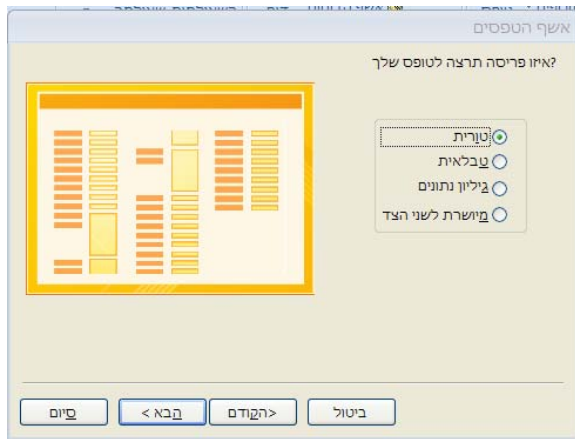 אשף הטפסים
איזו פריסה תרצה לטופס שלך?
טורית
טבלאית
גיליון נתונים
מיושרת לשני הצד
ביטול
<הקודם
הבא >
סיום